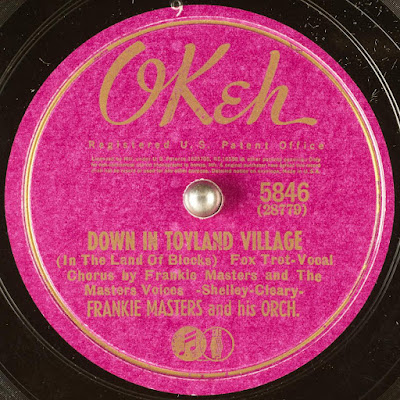 OKeh
Registered U.S. Patent Office
5846
(28779)
DOWN IN TOYLAND VILLAGE
(In The Land Of Blocks) Fox Trot-Vocal
Chorus by Frankie Masters and The
Masters Voices -Shelley-Cleary-
FRANKIE MASTERS and his ORCH.